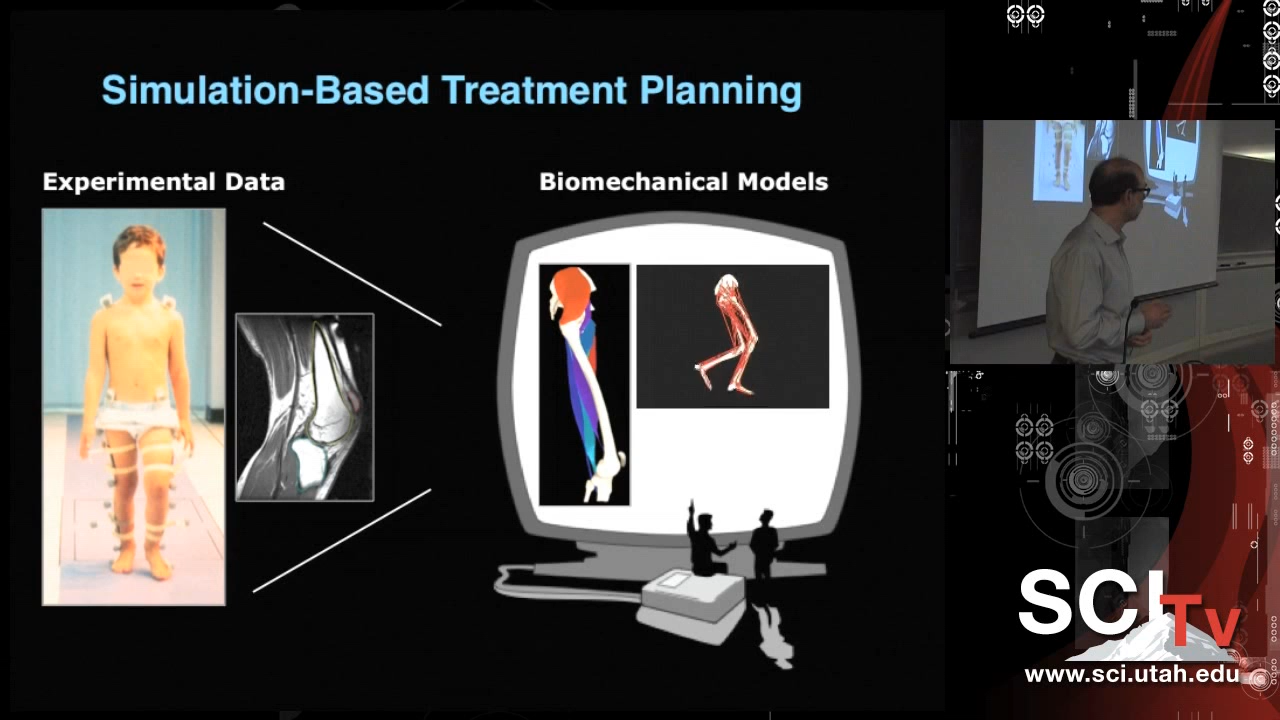 Simulation-Based Treatment Planning
Experimental Data
Biomechanical Models
SCI
Tv
www.sci.utah.edu